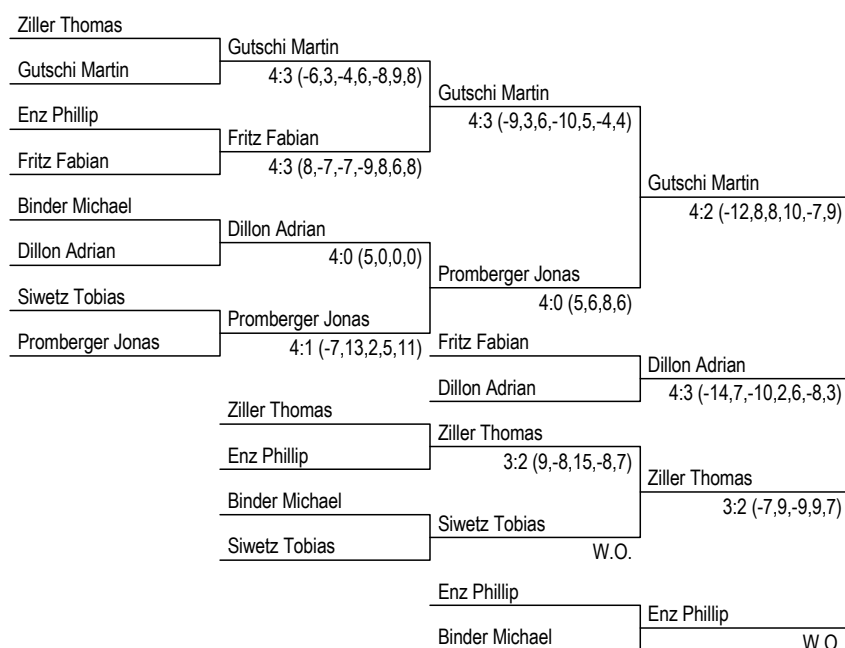 Ziller Thomas
Gutschi Martin
Gutschi Martin
4:3 (-6,3,-4,6,-8,9,8)
Gutschi Martin
4:3 (-9,3,6,-10,5,-4,4)
Enz Phillip
Fritz Fabian
Fritz Fabian
4:3 (8,-7,-7,-9,8,6,8)
Gutschi Martin
4:2 (-12,8,8,10,-7,9)
Binder Michael
Dillon Adrian
Dillon Adrian
4:0 (5,0,0,0)
Promberger Jonas
4:0 (5,6,8,6)
Siwetz Tobias
Promberger Jonas
Promberger Jonas
4:1 (-7,13,2,5,11)
Fritz Fabian
Dillon Adrian
Dillon Adrian
4:3 (-14,7,-10,2,6,-8,3)
Ziller Thomas
Enz Phillip
Ziller Thomas
3:2 (9,-8,15,-8,7)
Ziller Thomas
3:2 (-7,9,-9,9,7)
Binder Michael
Siwetz Tobias
Siwetz Tobias
W.O.
Enz Phillip
Binder Michael
Enz Phillip
W.O.